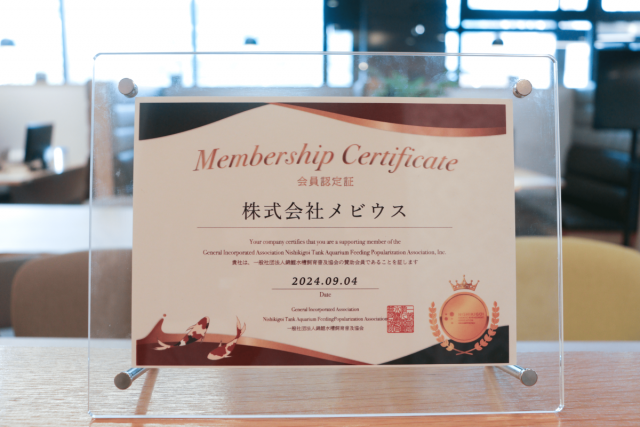 Membership Certificate
会員認定証
株式会社メビウス
Your company certifies that you are a supporting member of the
General Incorporated Association Nishikigoi Tank Aquarium Feeding Popularization Association, Inc.
貴社は、一般社団法人錦鯉水槽飼育普及協会の賛助会員であることを証します
2024.09.04
Date
General Incorporated Association
Nishikigoi Tank Aquarium FeedingPopularization Association
一般社団法人錦鯉水槽飼育普及協会